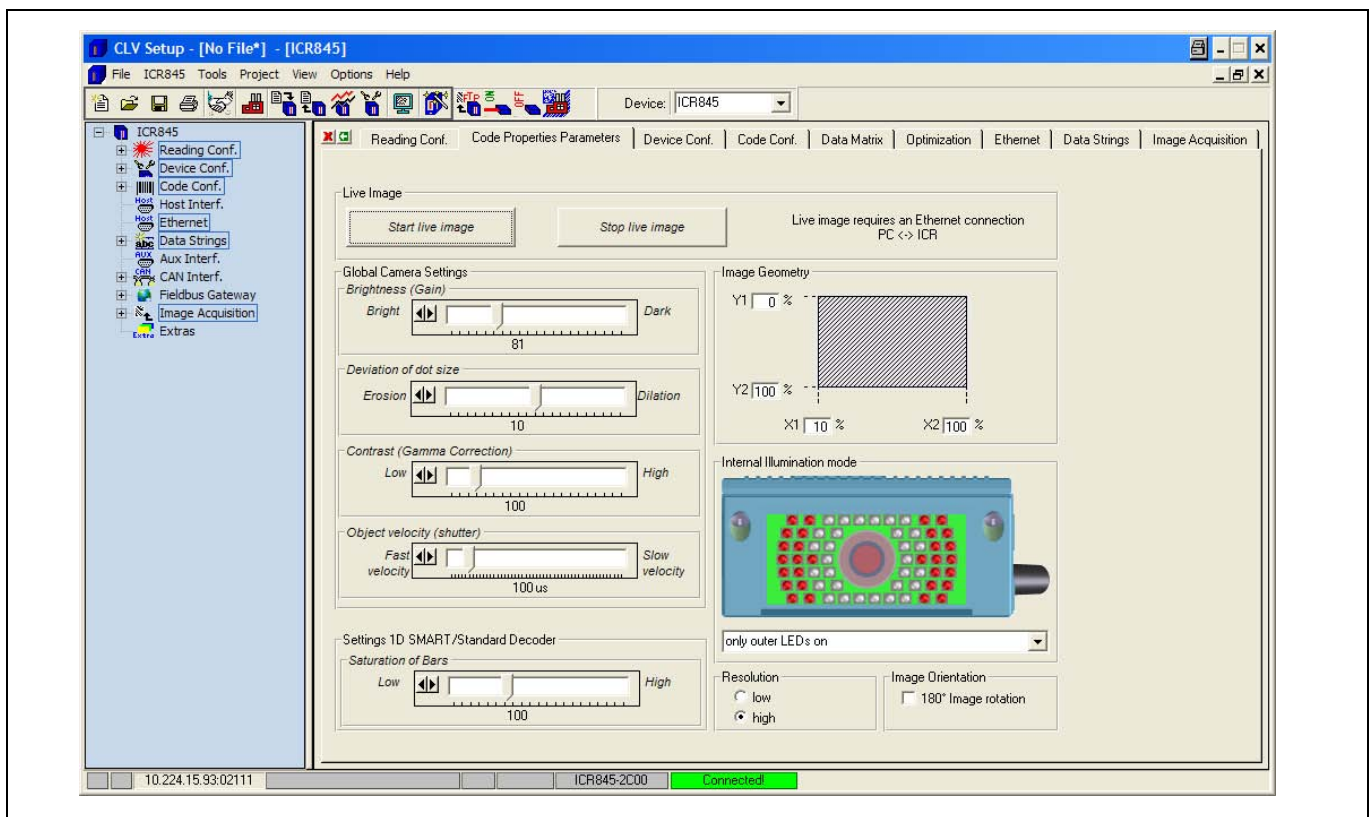 CLV Setup - [No File*] - [ICR845]
File ICR845 Tools Project View Options Help
Device: ICR845
ICR845
Reading Conf.
Device Conf.
Code Conf.
Host Interf.
Ethernet
Data Strings
Aux Interf.
CAN Interf.
Fieldbus Gateway
Image Acquisition
Extras
Reading Conf. Code Properties Parameters Device Conf. Code Conf. Data Matrix Optimization Ethernet Data Strings Image Acquisition
Live Image
Start live image Stop live image
Live image requires an Ethernet connection
PC <-> ICR
Global Camera Settings
Brightness (Gain)
Bright Dark
81
Deviation of dot size
Erosion Dilation
10
Contrast (Gamma Correction)
Low High
100
Object velocity (shutter)
Fast velocity Slow velocity
100 us
Settings 1D SMART/Standard Decoder
Saturation of Bars
Low High
100
Image Geometry
Y1 0 %
Y2 100 %
X1 10 % X2 100 %
Internal Illumination mode
only outer LEDs on
Resolution
low
high
Image Orientation
180° Image rotation
10.224.15.93:02111 ICR845-2C00 Connected!